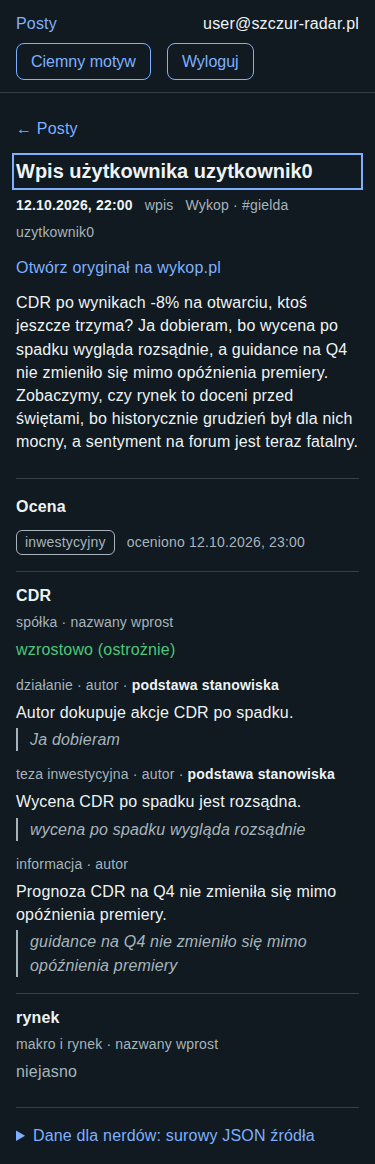 Posty
user@szczur-radar.pl
Ciemny motyw
Wyloguj
← Posty
Wpis użytkownika uzytkownik0
12.10.2026, 22:00 wpis Wykop · #gielda
uzytkownik0
Otwórz oryginał na wykop.pl
CDR po wynikach -8% na otwarciu, ktoś
jeszcze trzyma? Ja dobieram, bo wycena po
spadku wygląda rozsądnie, a guidance na Q4
nie zmieniło się mimo opóźnienia premiery.
Zobaczymy, czy rynek to doceni przed
świętami, bo historycznie grudzień był dla nich
mocny, a sentyment na forum jest teraz fatalny.
Ocena
inwestycyjny oceniono 12.10.2026, 23:00
CDR
spółka · nazwany wprost
wzrostowo (ostrożnie)
działanie · autor · podstawa stanowiska
Autor dokupuje akcje CDR po spadku.
Ja dobieram
teza inwestycyjna · autor · podstawa stanowiska
Wycena CDR po spadku jest rozsądna.
wycena po spadku wygląda rozsądnie
informacja · autor
Prognoza CDR na Q4 nie zmieniła się mimo
opóźnienia premiery.
guidance na Q4 nie zmieniło się mimo
opóźnienia premiery
rynek
makro i rynek · nazwany wprost
niejasno
▶ Dane dla nerdów: surowy JSON źródła